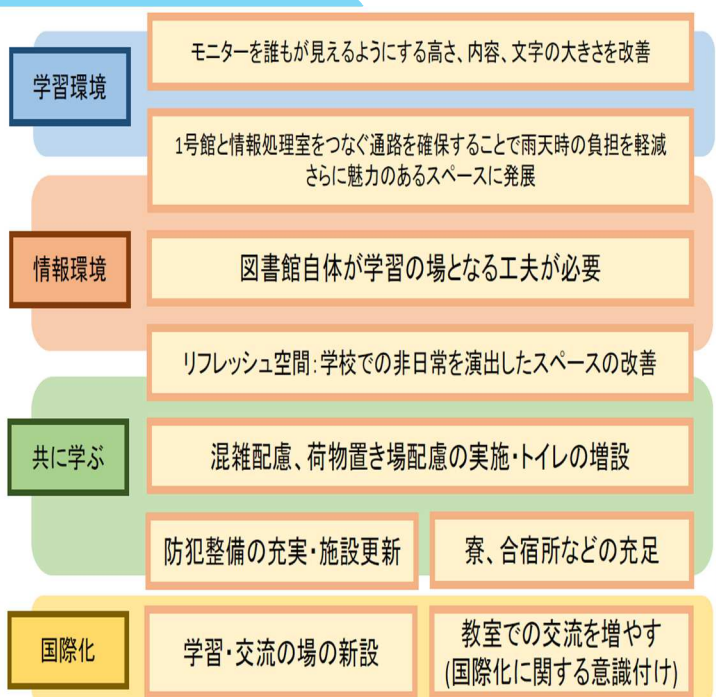 学習環境
モニターを誰もが見えるようにする高さ、内容、文字の大きさを改善
1号館と情報処理室をつなぐ通路を確保することで雨天時の負担を軽減
さらに魅力のあるスペースに発展
情報環境
図書館自体が学習の場となる工夫が必要
リフレッシュ空間:学校での非日常を演出したスペースの改善
共に学ぶ
混雑配慮、荷物置き場配慮の実施・トイレの増設
防犯整備の充実・施設更新
寮、合宿所などの充足
国際化
学習・交流の場の新設
教室での交流を増やす
(国際化に関する意識付け)